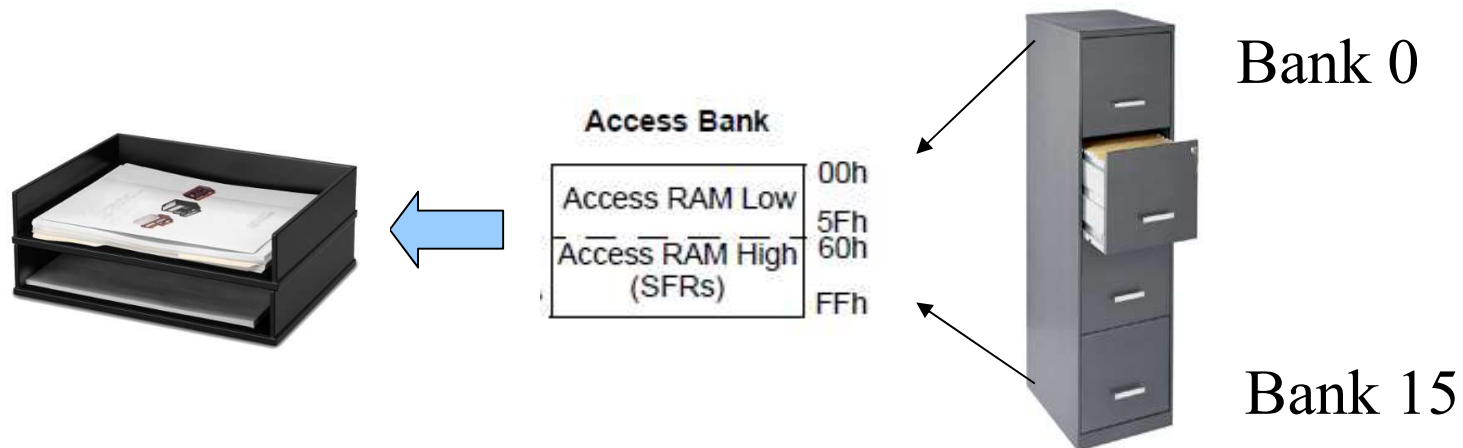 Bank 0
Access Bank
Access RAM Low
00h
5Fh
Access RAM High
60h
(SFRs)
FFh
Bank 15